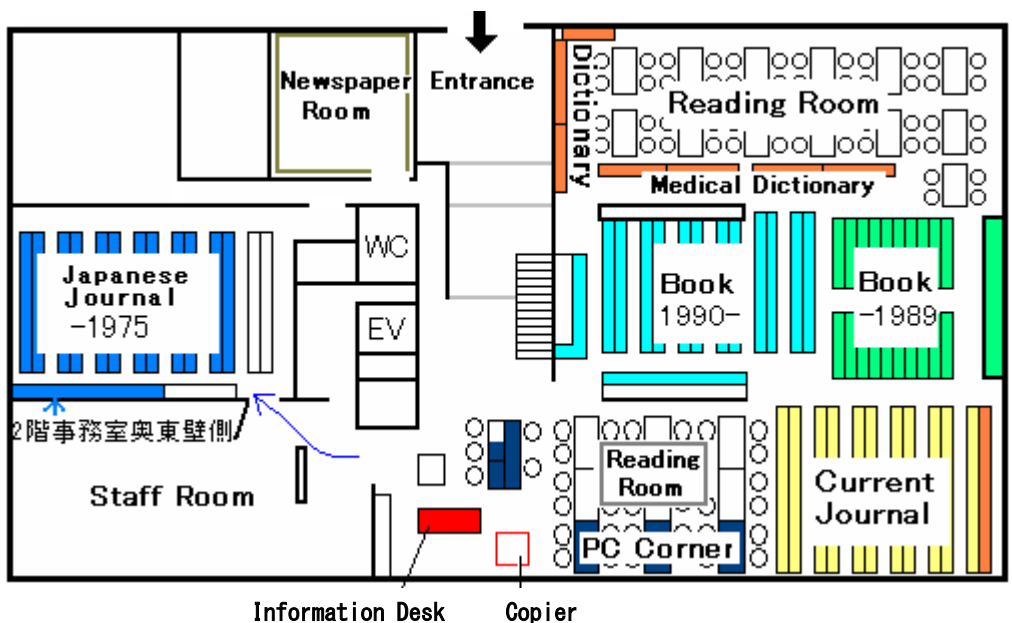 Newspaper
Room
Entrance
Dictionary
Reading Room
Medical Dictionary
Japanese
Journal
-1975
WC
EV
Book
1990-
Book
-1989
2階事務室奥東壁側
Staff Room
Reading
Room
PC Corner
Current
Journal
Information Desk
Copier